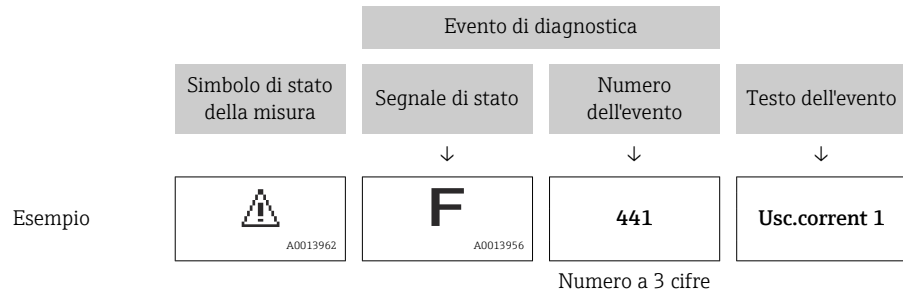 Evento di diagnostica
Simbolo di stato
della misura
Segnale di stato
Numero
dell'evento
Testo dell'evento
↓ ↓ ↓
Esempio
A0013962
F
A0013956
441
Usc.corrent 1
Numero a 3 cifre